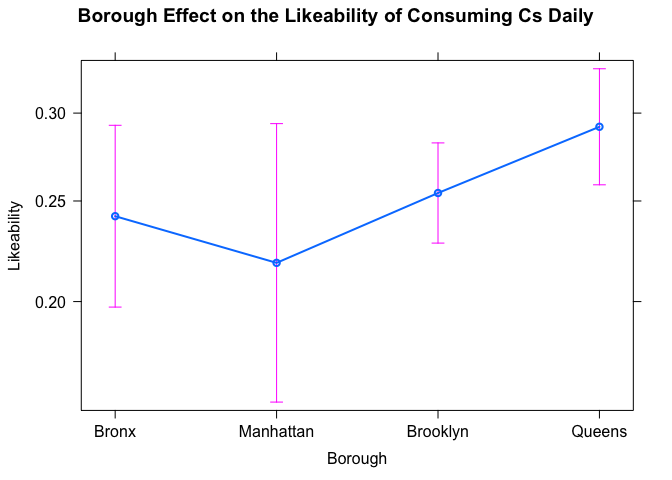 Borough Effect on the Likeability of Consuming Cs Daily
0.30
0.25
0.20
Likeability
Bronx Manhattan Brooklyn Queens
Borough